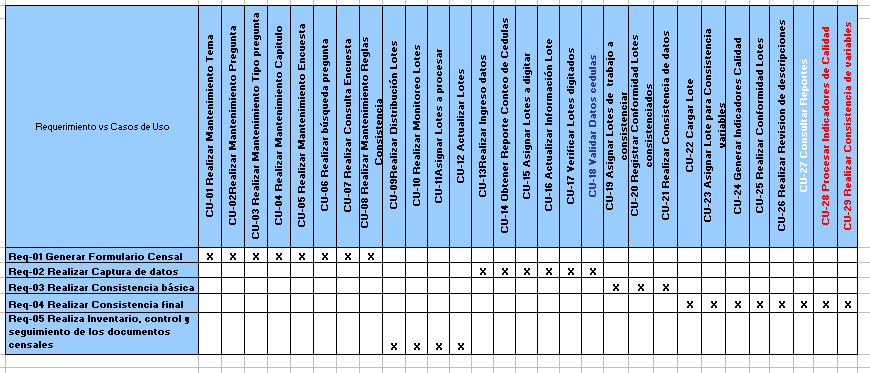 Requerimiento vs Casos de Uso
CU-01 Realizar Mantenimiento Tema
CU-02Realizar Mantenimiento Pregunta
CU-03 Realizar Mantenimiento Tipo pregunta
CU-04 Realizar Mantenimiento Capitulo
CU-05 Realizar Mantenimiento Encuesta
CU-06 Realizar búsqueda pregunta
CU-07 Realizar Consulta Encuesta
CU-08 Realizar Mantenimiento Reglas
Consistencia
CU-09Realizar Distribución Lotes
CU-10 Realizar Monitoreo Lotes
CU-11Asignar Lotes a procesar
CU-12 Actualizar Lotes
CU-13Realizar Ingreso datos
CU-14 Obtener Reporte Conteo de Cedulas
CU-15 Asignar Lotes a digitar
CU-16 Actualizar Información Lote
CU-17 Verificar Lotes digitados
CU-18 Validar Datos cedulas
CU-19 Asignar Lotes de trabajo a
consistenciar
CU-20 Registrar Conformidad Lotes
consistenciados
CU-21 Realizar Consistencia de datos
CU-22 Cargar Lote
CU-23 Asignar Lote para Consistencia
variables
CU-24 Generar Indicadores Calidad
CU-25 Realizar Conformidad Lotes
CU-26 Realizar Revision de descripciones
CU-27 Consultar Reportes
CU-28 Procesar Indicadores de Calidad
CU-29 Realizar Consistencia de variables
Req-01 Generar Formulario Censal x x x x x x x x
Req-02 Realizar Captura de datos x x x x x x
Req-03 Realizar Consistencia básica x x x
Req-04 Realizar Consistencia final x x x x x x x x
Req-05 Realiza Inventario, control y
seguimiento de los documentos
censales x x x x